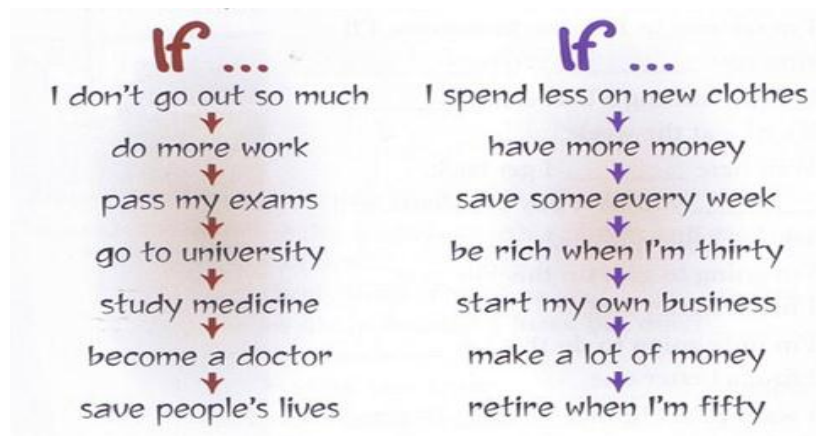 If ...
I don't go out so much
do more work
pass my exams
go to university
study medicine
become a doctor
save people's lives
If ...
I spend less on new clothes
have more money
save some every week
be rich when I'm thirty
start my own business
make a lot of money
retire when I'm fifty